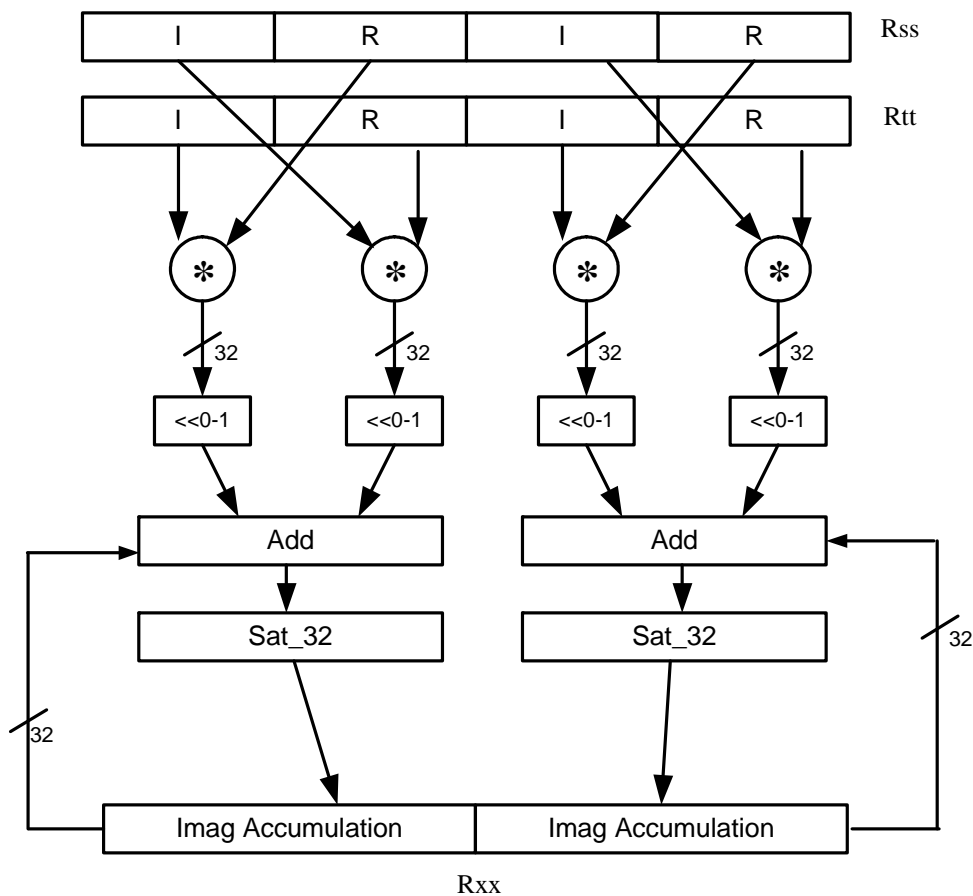 I R I R Rss
I R I R Rtt
* * * *
32 32 32 32
<<0-1 <<0-1 <<0-1 <<0-1
Add Add
Sat_32 Sat_32
32
32
Imag Accumulation Imag Accumulation
Rxx